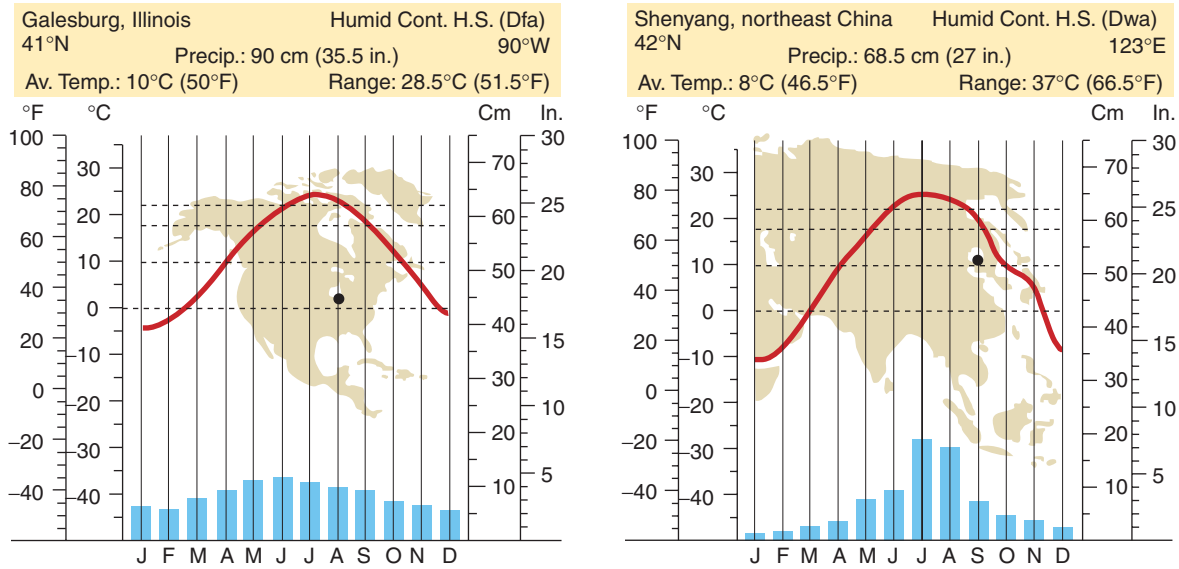 Galesburg, Illinois Humid Cont. H.S. (Dfa)
41°N 90°W
Precip.: 90 cm (35.5 in.)
Av. Temp.: 10°C (50°F) Range: 28.5°C (51.5°F)
°F °C Cm In.
100 30
30 70
80
20 60 25
60
10 50 20
40
0 40
20 15
−10
30
0
−20 10
−20 20
−30
5
−40 −40 10
J F M A M J J A S O N D
Shenyang, northeast China Humid Cont. H.S. (Dwa)
42°N 123°E
Precip.: 68.5 cm (27 in.)
Av. Temp.: 8°C (46.5°F) Range: 37°C (66.5°F)
°F °C Cm In.
100 30
30 70
80
20 60 25
60
10 50 20
40
0 40
20 15
−10
30
0
−20 10
−20 20
−30
5
−40 −40 10
J F M A M J J A S O N D